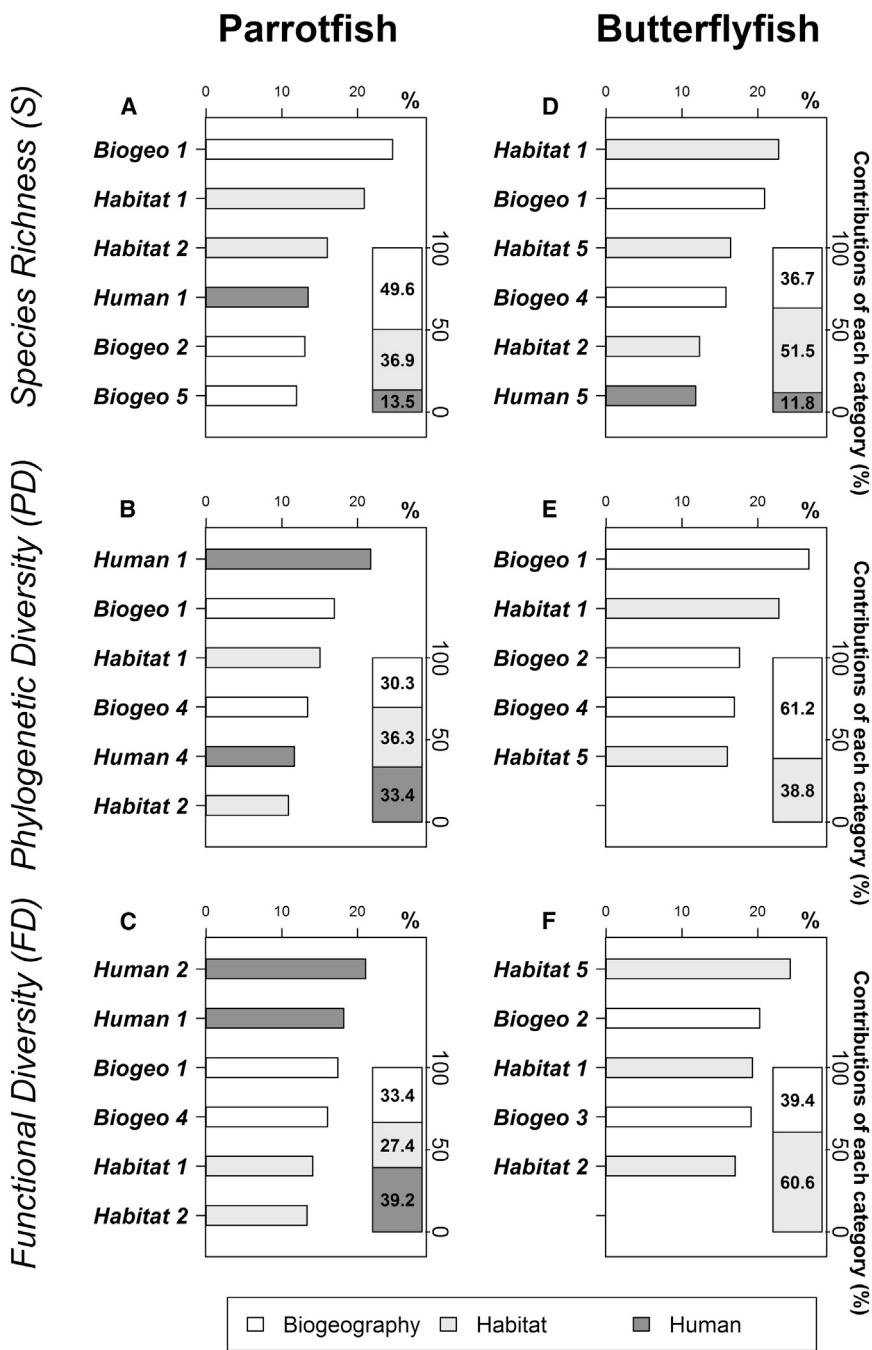 Parrotfish
Butterflyfish
Species Richness (S)
A
0 10 20 %
Biogeo 1
Habitat 1
Habitat 2
Human 1
Biogeo 2
Biogeo 5
49.6
36.9
13.5
100
50
0
D
0 10 20 %
Habitat 1
Biogeo 1
Habitat 5
Biogeo 4
Habitat 2
Human 5
36.7
51.5
11.8
100
50
0
Contributions of each category (%)
Phylogenetic Diversity (PD)
B
0 10 20 %
Human 1
Biogeo 1
Habitat 1
Biogeo 4
Human 4
Habitat 2
30.3
36.3
33.4
100
50
0
E
0 10 20 %
Biogeo 1
Habitat 1
Biogeo 2
Biogeo 4
Habitat 5
61.2
38.8
100
50
0
Contributions of each category (%)
Functional Diversity (FD)
C
0 10 20 %
Human 2
Human 1
Biogeo 1
Biogeo 4
Habitat 1
Habitat 2
33.4
27.4
39.2
100
50
0
F
0 10 20 %
Habitat 5
Biogeo 2
Habitat 1
Biogeo 3
Habitat 2
39.4
60.6
100
50
0
Contributions of each category (%)
Biogeography Habitat Human